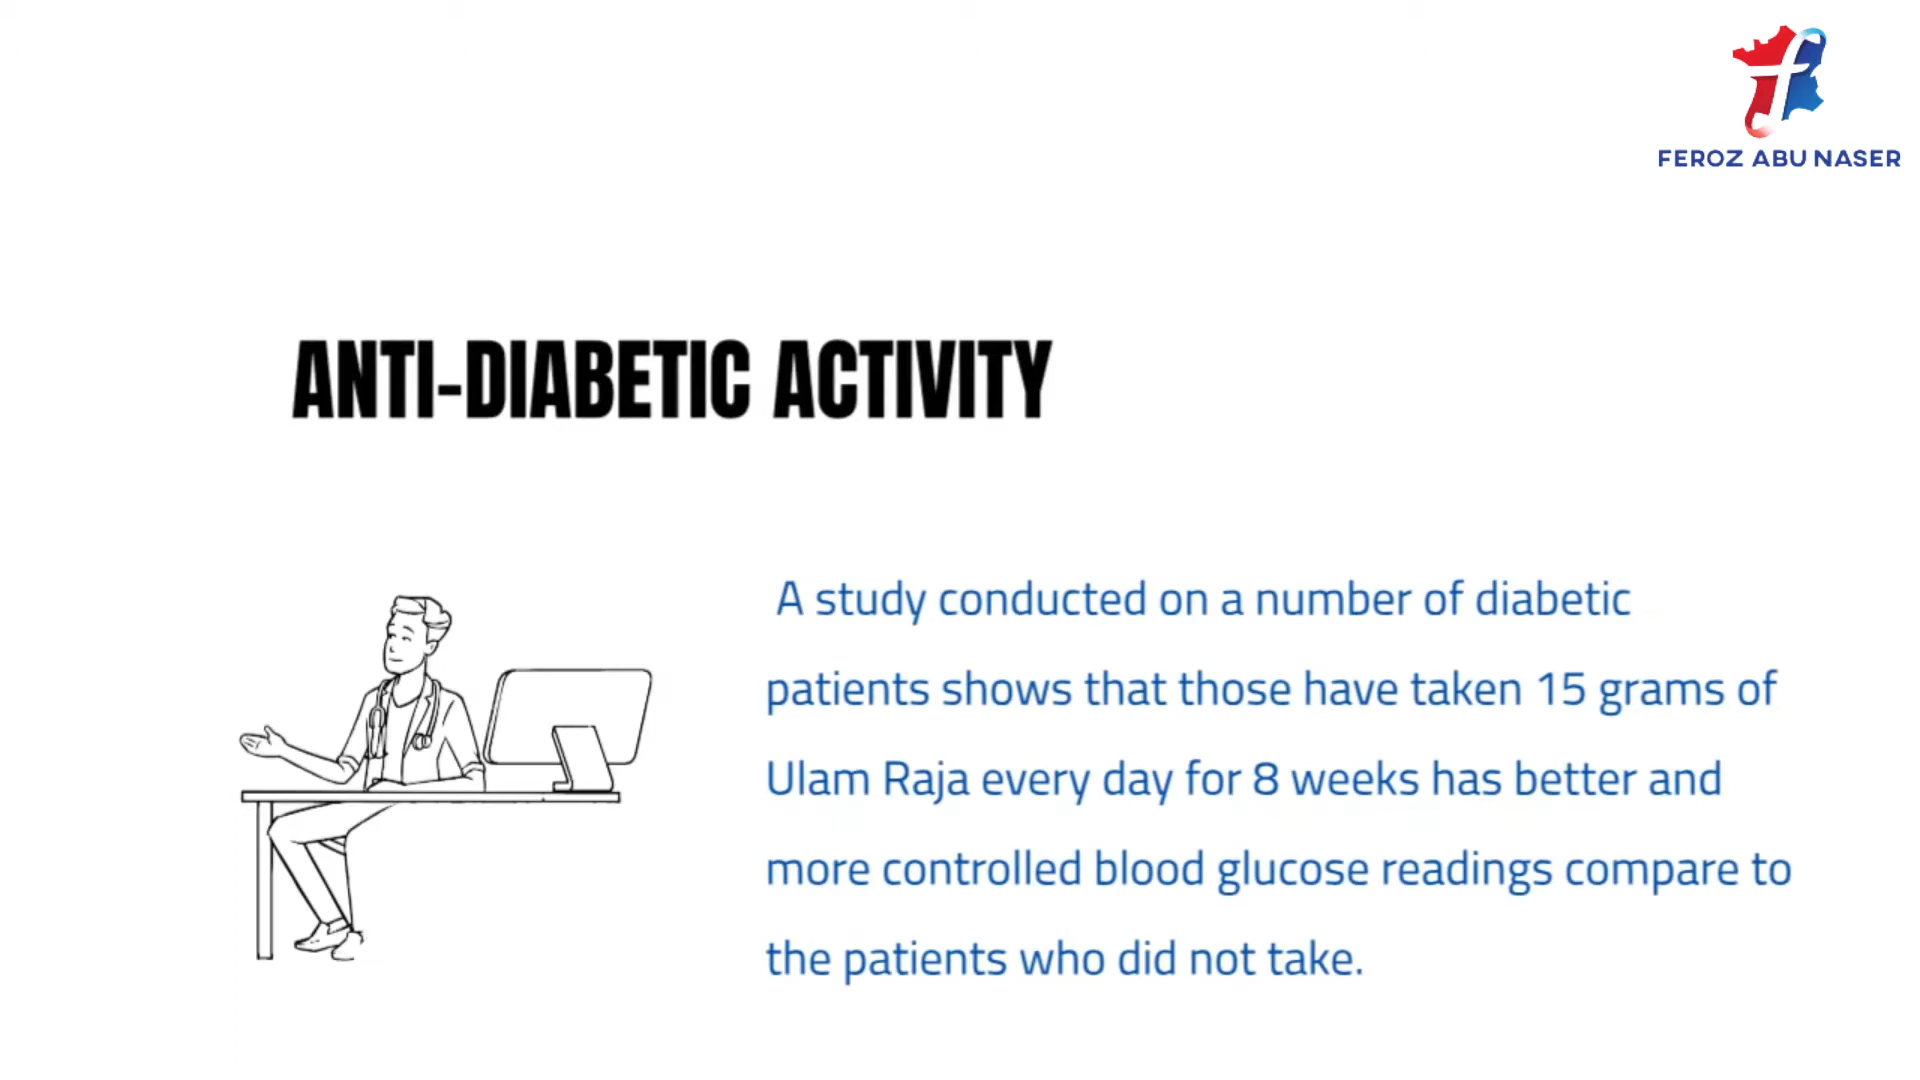 FEROZ ABU NASER
ANTI-DIABETIC ACTIVITY
A study conducted on a number of diabetic
patients shows that those have taken 15 grams of
Ulam Raja every day for 8 weeks has better and
more controlled blood glucose readings compare to
the patients who did not take.